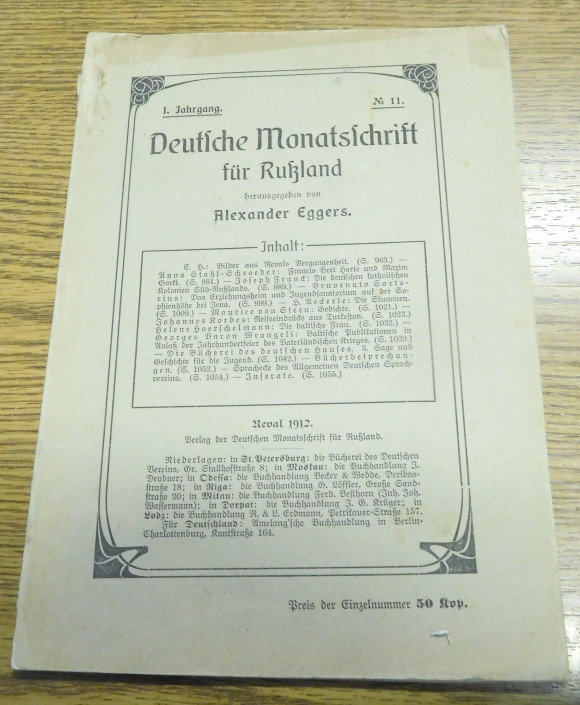 I. Jahrgang.
№ 11.
Deutsche Monatsschrift
für Rußland
herausgegeben von
Alexander Eggers.
Inhalt:
C. H.: Bilder aus Revals Vergangenheit. (S. 963.) —
Anna Stahl-Schroeder: Francis Bret Harte und Maxim
Gorki. (S. 981.) — Joseph Franck: Die deutschen katholischen
Kolonien Süd-Rußlands. (S. 989.) — Benvenuto Sarto-
rius: Das Erziehungsheim und Jugendsanatorium auf der So-
phienhöhe bei Jena. (S. 999.) — H. Aeckerle: Die Stummen.
(S. 1009.) — Maurice von Stern: Gedichte. (S. 1021.) —
Johannes Kordes: Reiseeindrücke aus Turkestan. (S. 1023.)
Helene Hoerschelmann: Die baltische Frau. (S. 1032.) —
Georges Baron Wrangell: Baltische Publikationen in
Anlaß der Jahrhundertfeier des Vaterländischen Krieges. (S. 1039.)
— Die Bücherei des deutschen Hauses. 5. Sage und
Geschichte für die Jugend. (S. 1042.) — Bücherbesprechun-
gen. (S. 1052.) — Sprachecke des Allgemeinen Deutschen Sprach-
vereins. (S. 1054.) — Inserate. (S. 1055.)
Reval 1912.
Verlag der Deutschen Monatsschrift für Rußland.
Niederlagen: in St. Petersburg: die Bücherei des Deutschen
Vereins, Gr. Stallhofstraße 8; in Moskau: die Buchhandlung J.
Deubner; in Odessa: die Buchhandlung Becker & Wedde, Deribas-
straße 18; in Riga: die Buchhandlung G. Löffler, Große Sand-
straße 20; in Mitau: die Buchhandlung Ferd. Besthorn (Inh. Joh.
Wassermann); in Dorpat: die Buchhandlung J. G. Krüger; in
Lodz: die Buchhandlung R. & L. Erdmann, Petrikauer-Straße 157.
Für Deutschland: Amelang'sche Buchhandlung in Berlin-
Charlottenburg, Kantstraße 164.
Preis der Einzelnummer 50 Kop.